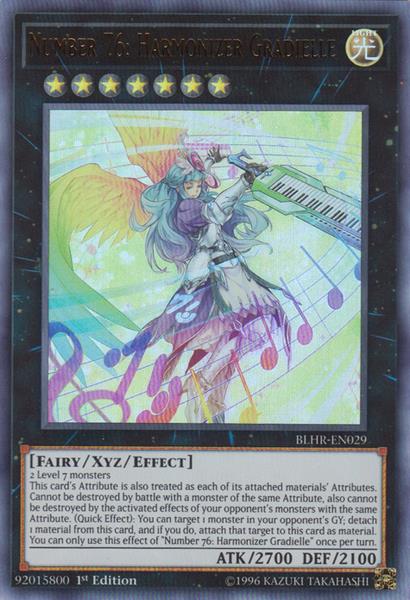 Number 76: Harmonizer Gradielle
LIGHT
光
BLHR-EN029
[Fairy/Xyz/Effect]
2 Level 7 monsters
This card's Attribute is also treated as each of its attached materials' Attributes.
Cannot be destroyed by battle with a monster of the same Attribute, also cannot
be destroyed by the activated effects of your opponent's monsters with the same
Attribute. (Quick Effect): You can target 1 monster in your opponent's GY; detach
1 material from this card, and if you do, attach that target to this card as material.
You can only use this effect of "Number 76: Harmonizer Gradielle" once per turn.
ATK/2700 DEF/2100
92015800 1st Edition ©1996 KAZUKI TAKAHASHI